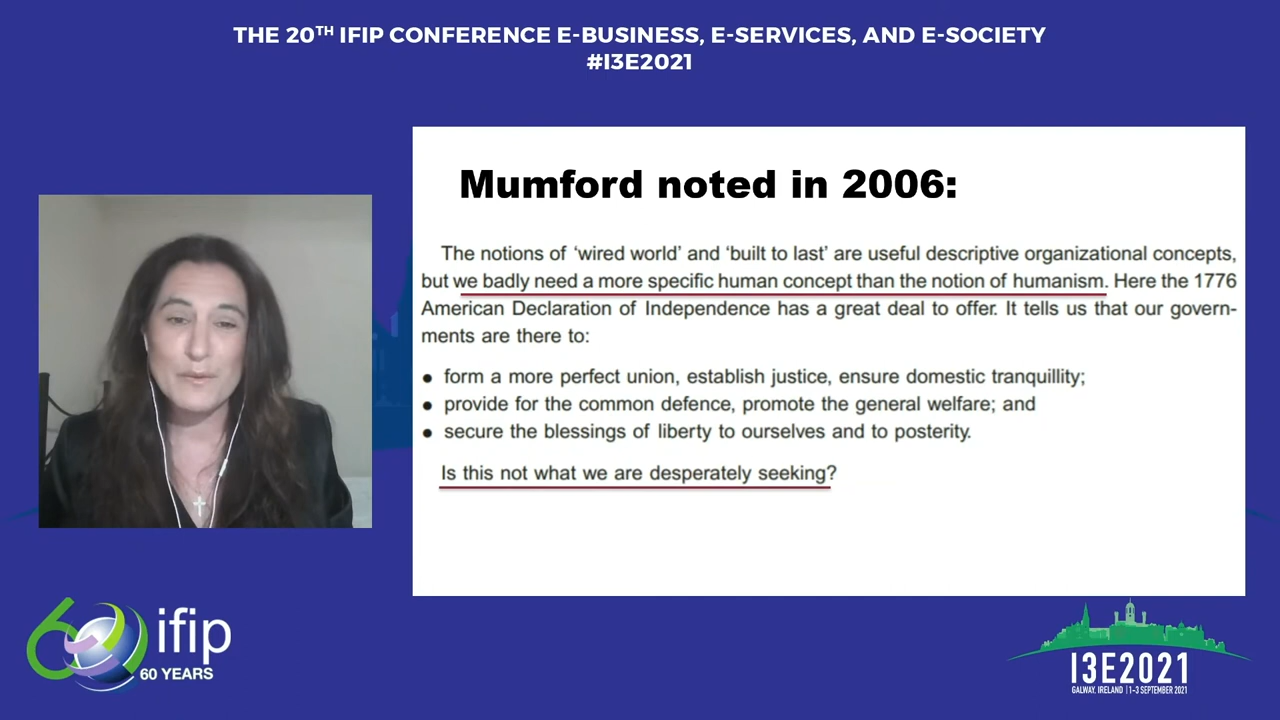 THE 20TH IFIP CONFERENCE E-BUSINESS, E-SERVICES, AND E-SOCIETY
#I3E2021
Mumford noted in 2006:
The notions of ‘wired world’ and ‘built to last’ are useful descriptive organizational concepts,
but we badly need a more specific human concept than the notion of humanism. Here the 1776
American Declaration of Independence has a great deal to offer. It tells us that our govern-
ments are there to:
● form a more perfect union, establish justice, ensure domestic tranquillity;
● provide for the common defence, promote the general welfare; and
● secure the blessings of liberty to ourselves and to posterity.
Is this not what we are desperately seeking?
60 ifip
60 YEARS
I3E2021
GALWAY, IRELAND | 1-3 SEPTEMBER 2021